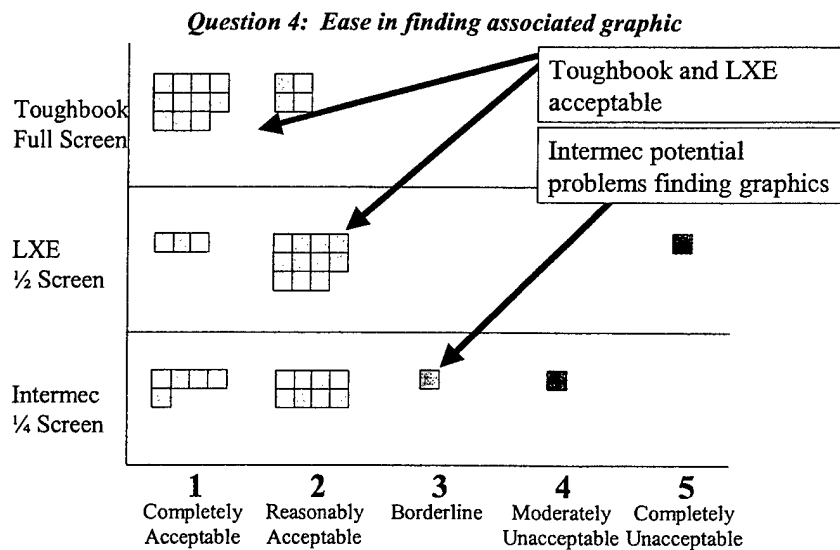 Question 4: Ease in finding associated graphic
Toughbook and LXE
acceptable
Intermec potential
problems finding graphics
Toughbook
Full Screen
LXE
½ Screen
Intermec
¼ Screen
1 2 3 4 5
Completely Reasonably Borderline Moderately Completely
Acceptable Acceptable Unacceptable Unacceptable